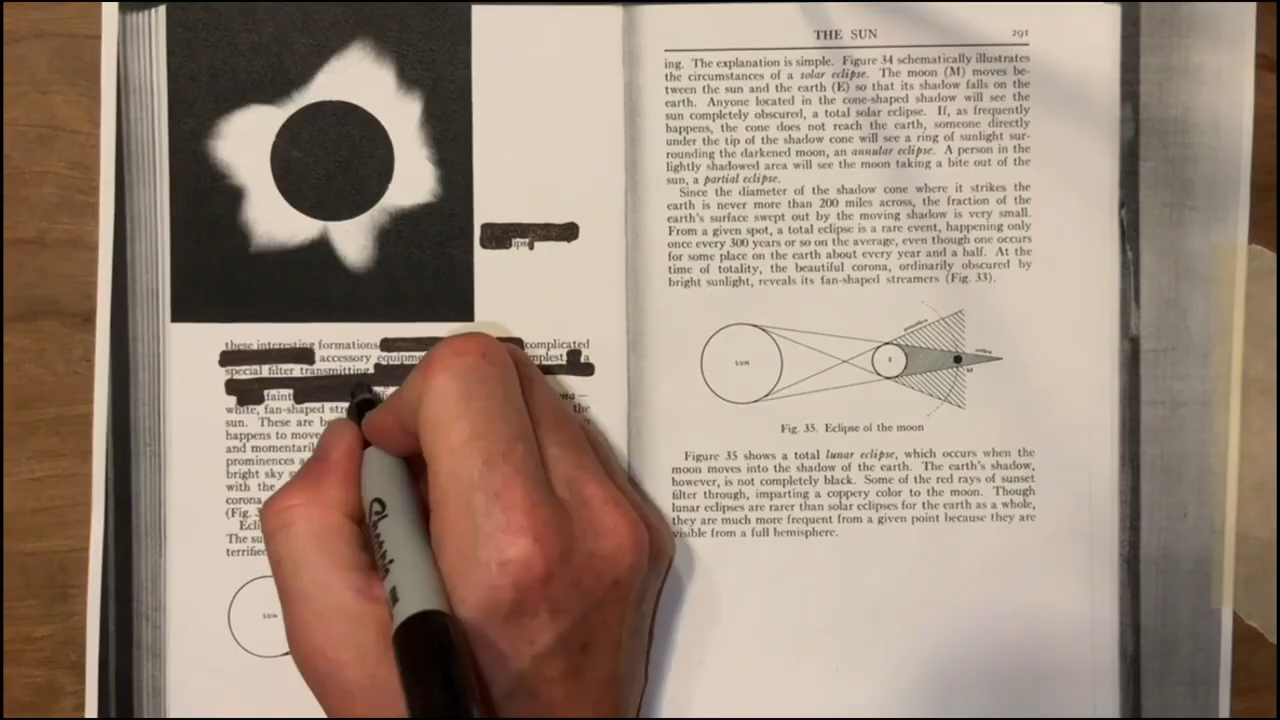 these interesting formations complicated
accessory mplest a
special filter transmitting
faint
white, fan-shaped the
sun. These are
happens to move
and momentarily
prominences
bright sky
with the
corona
(Fig.
The
terrified
SUN
THE SUN 291
ing. The explanation is simple. Figure 34 schematically illustrates
the circumstances of a solar eclipse. The moon (M) moves be-
tween the sun and the earth (E) so that its shadow falls on the
earth. Anyone located in the cone-shaped shadow will see the
sun completely obscured, a total solar eclipse. If, as frequently
happens, the cone does not reach the earth, someone directly
under the tip of the shadow cone will see a ring of sunlight sur-
rounding the darkened moon, an annular eclipse. A person in the
lightly shadowed area will see the moon taking a bite out of the
sun, a partial eclipse.
Since the diameter of the shadow cone where it strikes the
earth is never more than 200 miles across, the fraction of the
earth's surface swept out by the moving shadow is very small.
From a given spot, a total eclipse is a rare event, happening only
once every 300 years or so on the average, even though one occurs
for some place on the earth about every year and a half. At the
time of totality, the beautiful corona, ordinarily obscured by
bright sunlight, reveals its fan-shaped streamers (Fig. 33).
SUN
E
penumbra
umbra
M
Fig. 35. Eclipse of the moon
Figure 35 shows a total lunar eclipse, which occurs when the
moon moves into the shadow of the earth. The earth's shadow,
however, is not completely black. Some of the red rays of sunset
filter through, imparting a coppery color to the moon. Though
lunar eclipses are rarer than solar eclipses for the earth as a whole,
they are much more frequent from a given point because they are
visible from a full hemisphere.
Sharpie